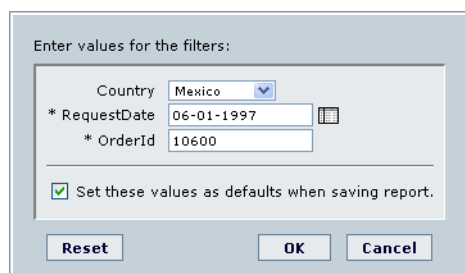 Enter values for the filters:
Country Mexico
* RequestDate 06-01-1997
* OrderId 10600
Set these values as defaults when saving report.
Reset OK Cancel